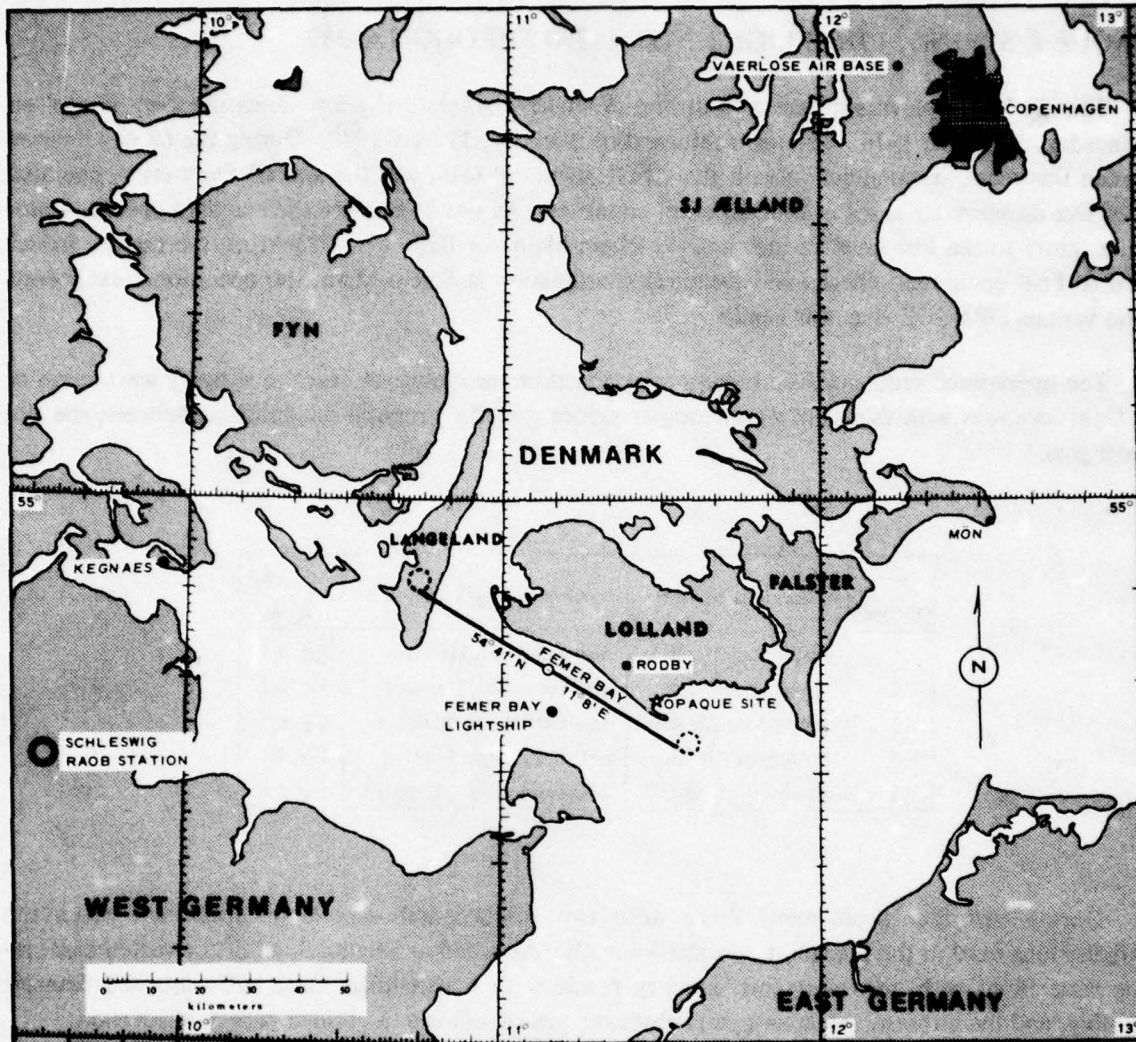 10°
11°
12°
13°
VAERLOSE AIR BASE
COPENHAGEN
SJ ÆLLAND
FYN
DENMARK
55°
55°
MÖN
LANGELAND
KEGNAES
FALSTER
LOLLAND
54°41'N
FEMER BAY
11°8'E
RODBY
N
OPAQUE SITE
FEMER BAY
LIGHTSHIP
SCHLESWIG
RAOB STATION
WEST GERMANY
0 10 20 30 40 50
kilometers
EAST GERMANY
10°
11°
12°
13°